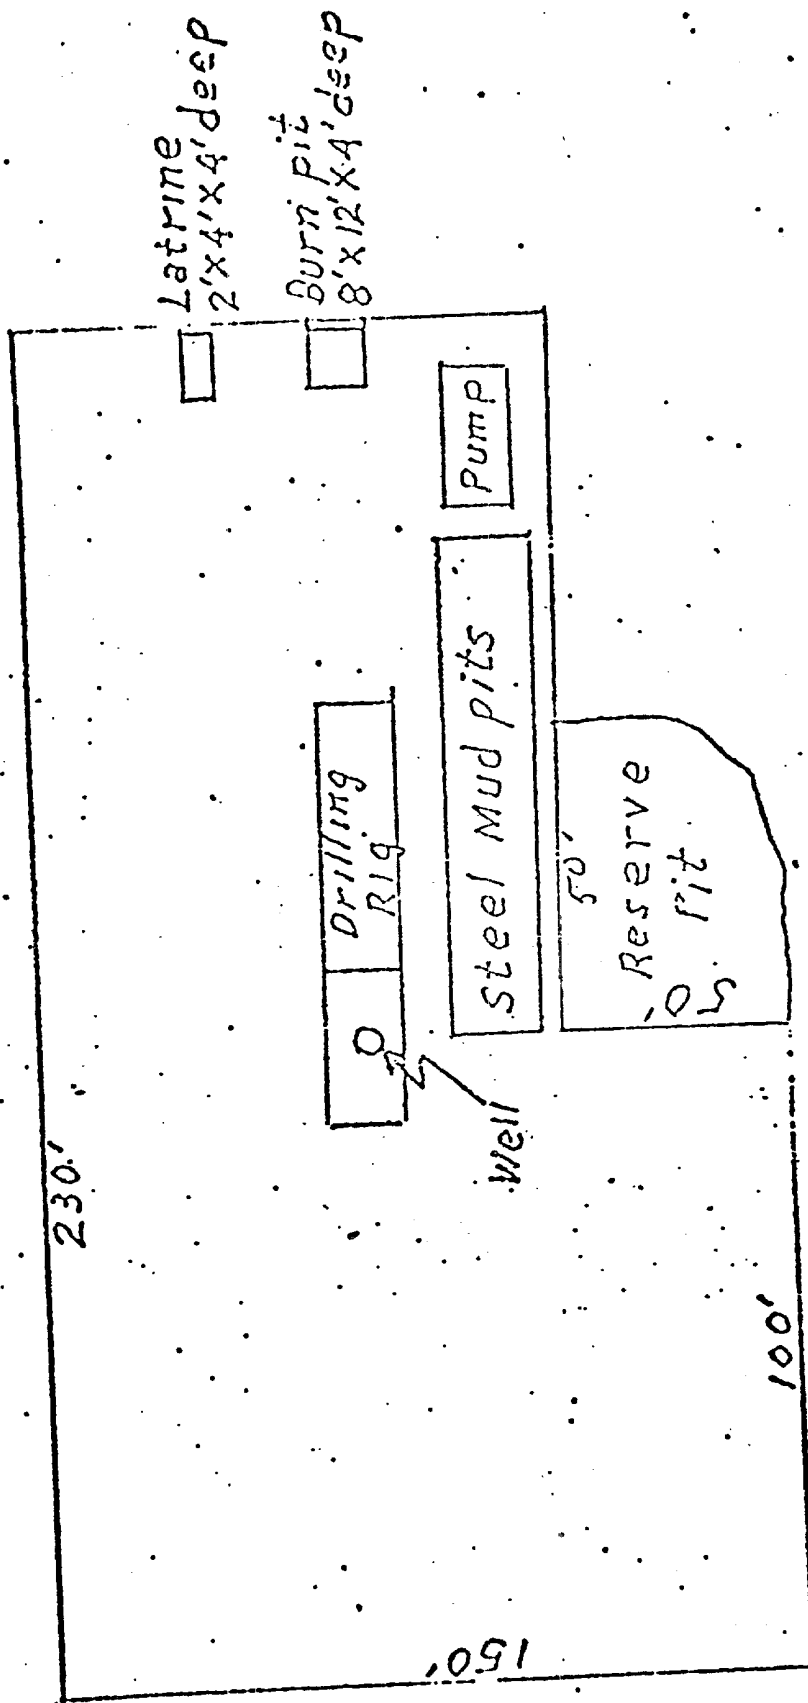 Latrine
2'x4'x4'deep
Burn pit
8'x12'x4'deep
230'
Pump
Drilling
Rig
Steel Mud pits
Well
50'
Reserve
Pit
50'
100'
150'